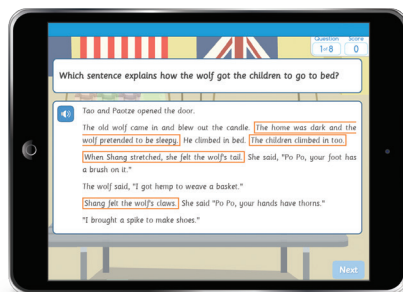 Question Score
1of8 0
Which sentence explains how the wolf got the children to go to bed?
Tao and Paotze opened the door.
The old wolf came in and blew out the candle. The home was dark and the
wolf pretended to be sleepy. He climbed in bed. The children climbed in too.
When Shang stretched, she felt the wolf's tail. She said, "Po Po, your foot has
a brush on it."
The wolf said, "I got hemp to weave a basket."
Shang felt the wolf's claws. She said "Po Po, your hands have thorns."
"I brought a spike to make shoes."
Next